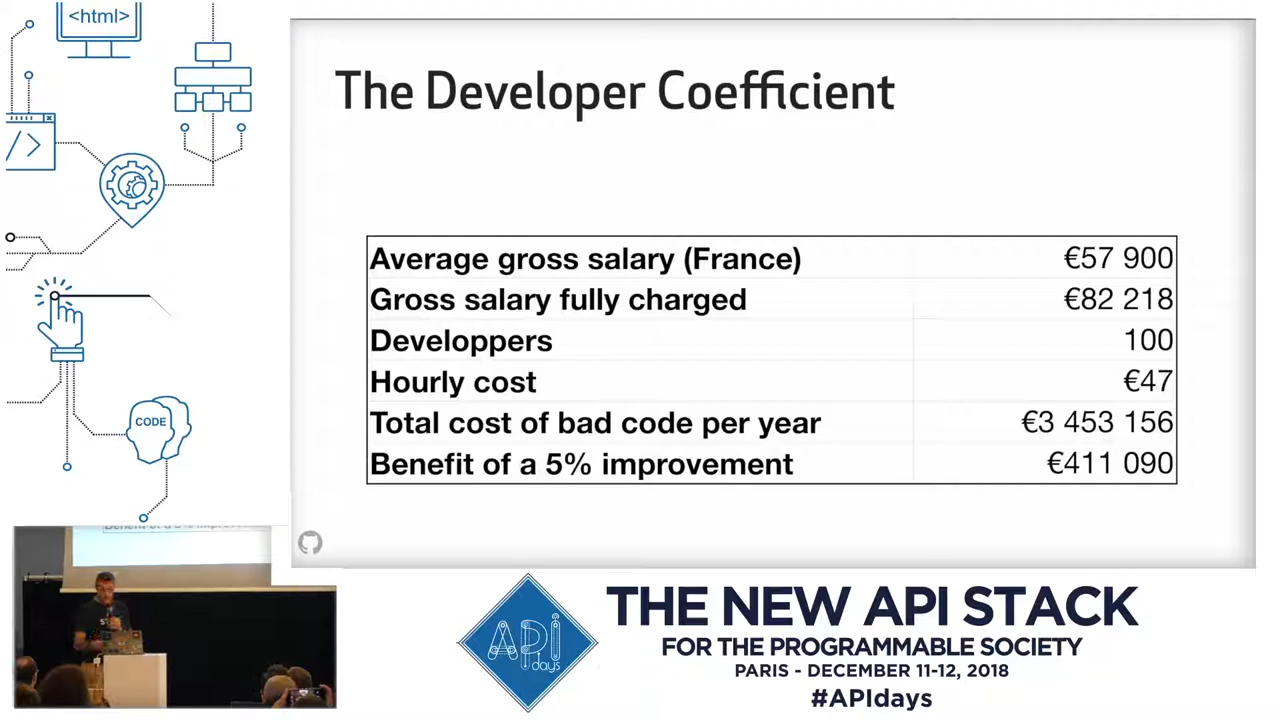 <html>
The Developer Coefficient
</>
Average gross salary (France) €57 900
Gross salary fully charged €82 218
Developpers 100
Hourly cost €47
Total cost of bad code per year €3 453 156
Benefit of a 5% improvement €411 090
CODE
API
days
THE NEW API STACK
FOR THE PROGRAMMABLE SOCIETY
PARIS - DECEMBER 11-12, 2018
#APIdays